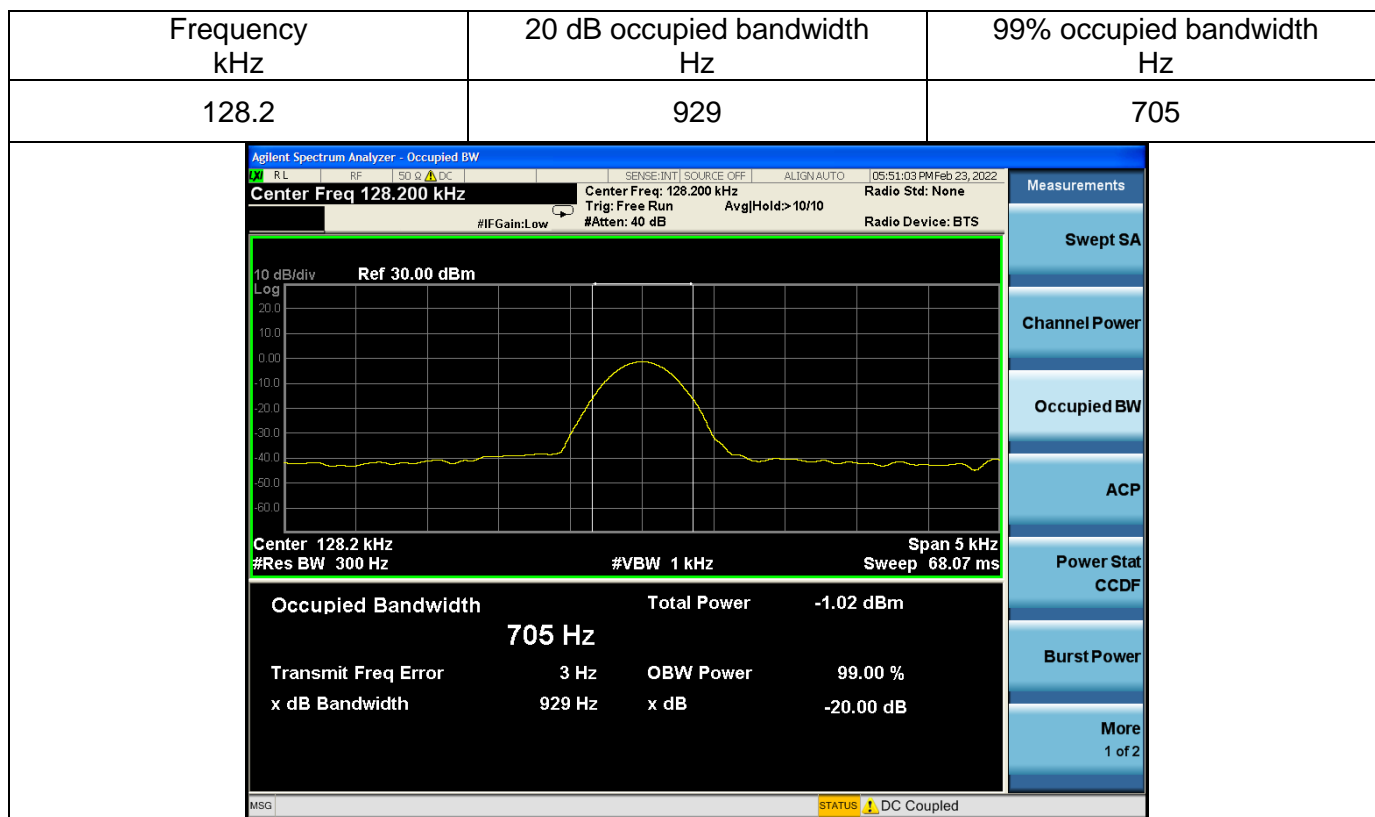 Frequency 20 dB occupied bandwidth 99% occupied bandwidth
kHz Hz Hz
128.2 929 705
Agilent Spectrum Analyzer - Occupied BW
LXI RL RF 50 Ω DC SENSE:INT SOURCE OFF ALIGNAUTO 05:51:03 PMFeb 23, 2022
Center Freq 128.200 kHz Center Freq: 128.200 kHz Radio Std: None
Trig: Free Run Avg|Hold:>10/10
#IFGain:Low #Atten: 40 dB Radio Device: BTS
10 dB/div Ref 30.00 dBm
Log
20.0
10.0
0.00
-10.0
-20.0
-30.0
-40.0
-50.0
-60.0
Center 128.2 kHz Span 5 kHz
#Res BW 300 Hz #VBW 1 kHz Sweep 68.07 ms
Occupied Bandwidth Total Power -1.02 dBm
705 Hz
Transmit Freq Error 3 Hz OBW Power 99.00 %
x dB Bandwidth 929 Hz x dB -20.00 dB
MSG STATUS DC Coupled
Measurements
Swept SA
Channel Power
Occupied BW
ACP
Power Stat
CCDF
Burst Power
More
1 of 2